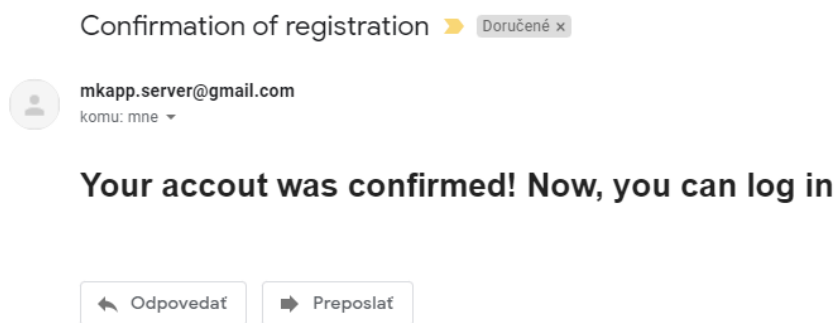 Confirmation of registration Doručené x
mkapp.server@gmail.com
komu: mne
Your accout was confirmed! Now, you can log in
Odpovedať Preposlať